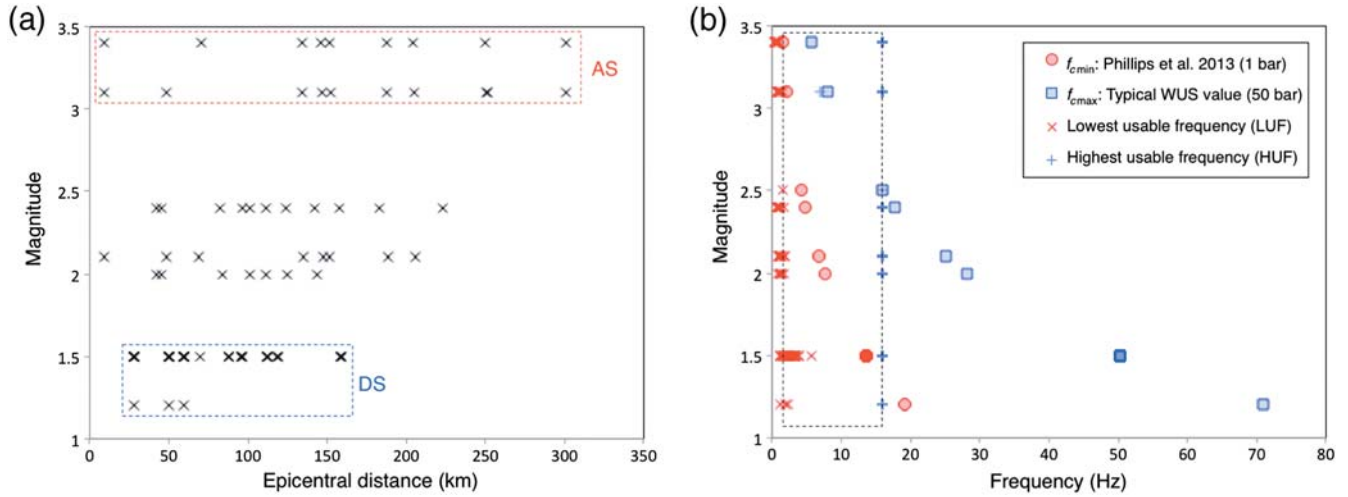 (a)
3.5
3
2.5
2
1.5
1
Magnitude
AS
DS
0 50 100 150 200 250 300 350
Epicentral distance (km)
(b)
3.5
3
2.5
2
1.5
1
Magnitude
f_cmin: Phillips et al. 2013 (1 bar)
f_cmax: Typical WUS value (50 bar)
Lowest usable frequency (LUF)
Highest usable frequency (HUF)
0 10 20 30 40 50 60 70 80
Frequency (Hz)